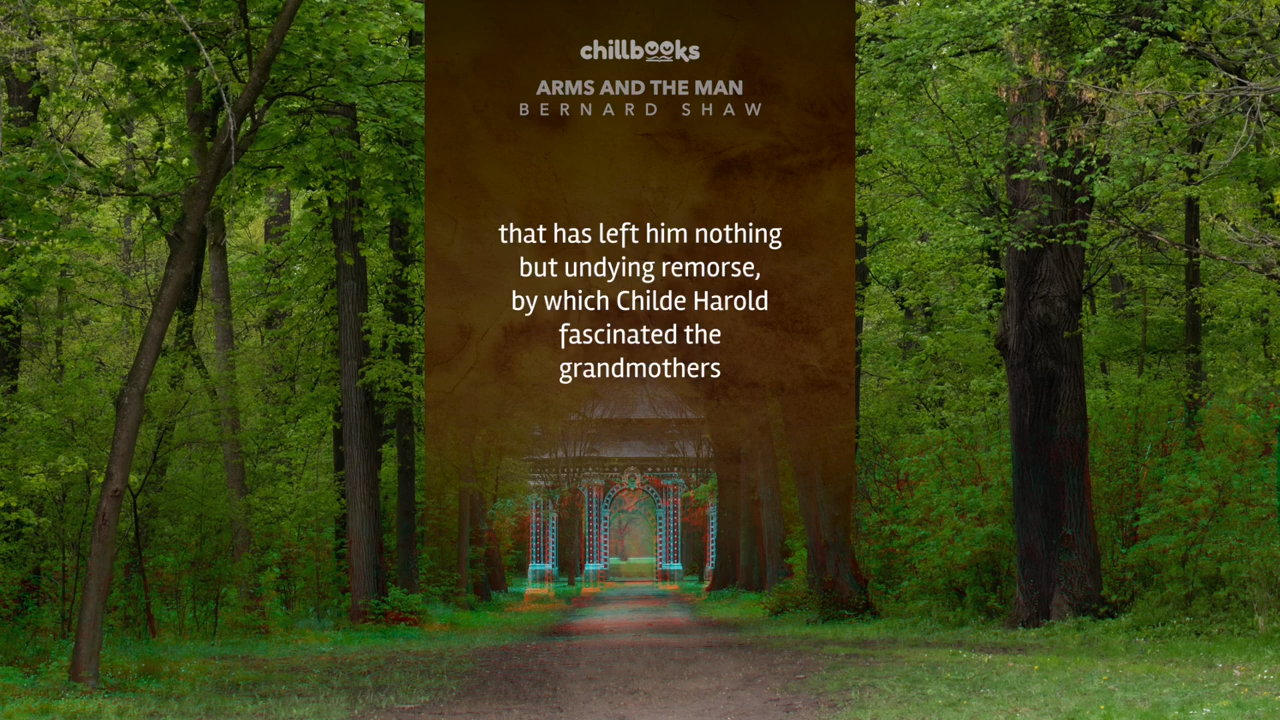 chillbooks
ARMS AND THE MAN
BERNARD SHAW
that has left him nothing
but undying remorse,
by which Childe Harold
fascinated the
grandmothers